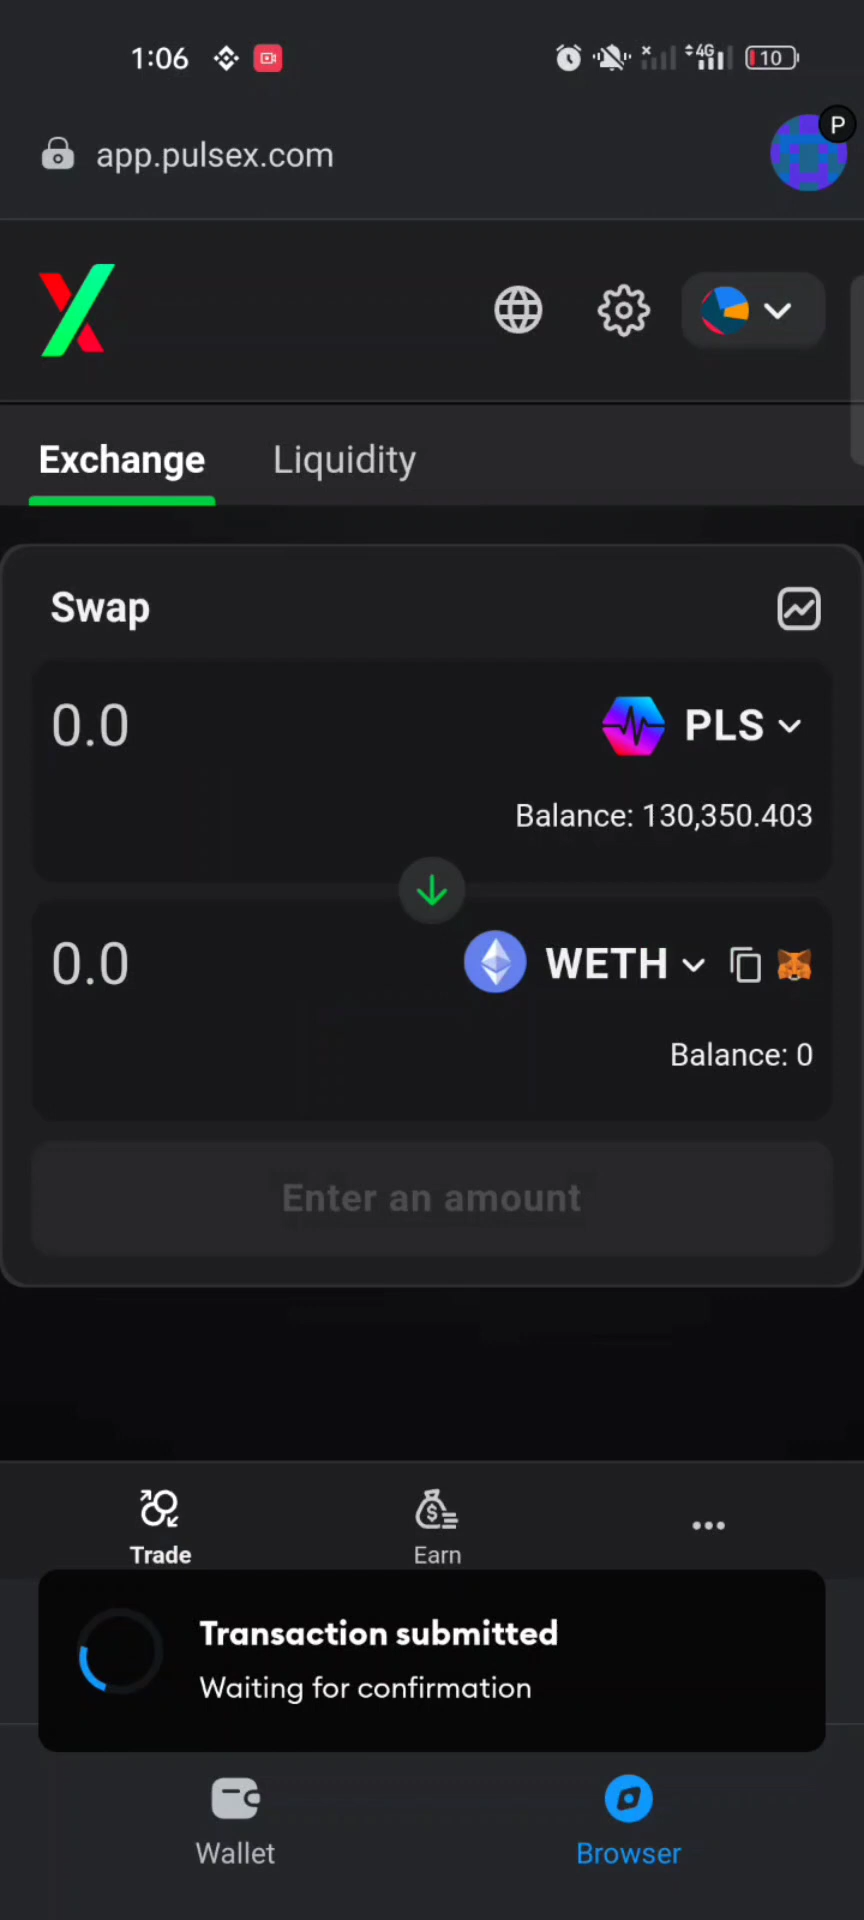 1:06 4G 10
app.pulsex.com P
Exchange Liquidity
Swap
0.0 PLS
Balance: 130,350.403
0.0 WETH
Balance: 0
Enter an amount
Trade Earn
Transaction submitted
Waiting for confirmation
Wallet Browser